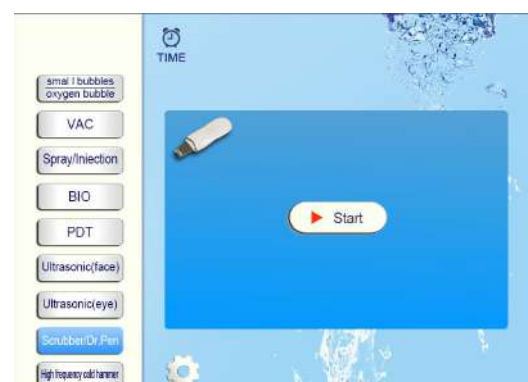 TIME
smal l bubbles
oxygen bubble
VAC
Spray/Iniection
BIO
PDT
Ultrasonic(face)
Ultrasonic(eye)
Scrubber/Dr.Pen
High frequency cold hammer
Start